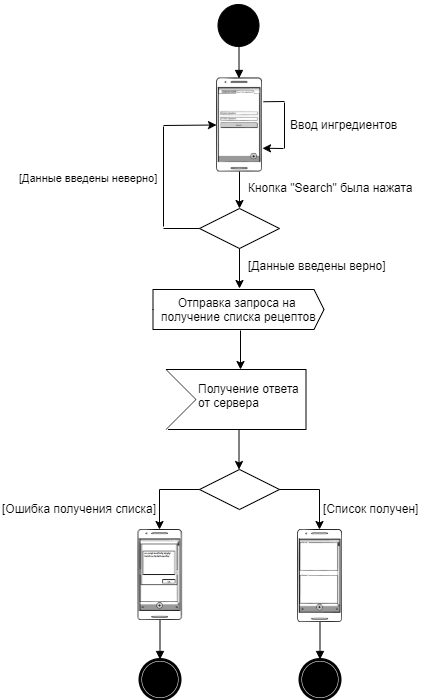 Ввод ингредиентов
[Данные введены неверно]
Кнопка "Search" была нажата
[Данные введены верно]
Отправка запроса на
получение списка рецептов
Получение ответа
от сервера
[Ошибка получения списка]
[Список получен]